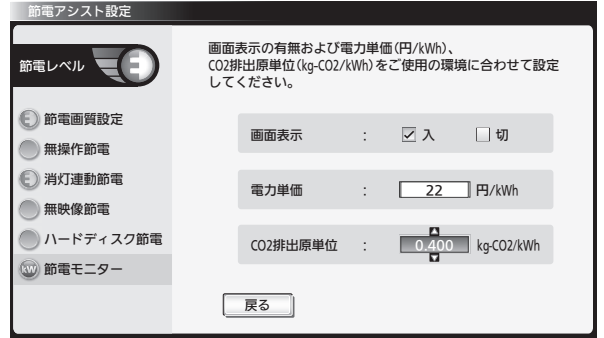 節電アシスト設定
節電レベル E
画面表示の有無および電力単価(円/kWh)、
CO2排出原単位(kg-CO2/kWh)をご使用の環境に合わせて設定
してください。
E 節電画質設定
無操作節電
E 消灯連動節電
無映像節電
ハードディスク節電
kW 節電モニター
画面表示 : 入 切
電力単価 : 22 円/kWh
CO2排出原単位 : 0.400 kg-CO2/kWh
戻る